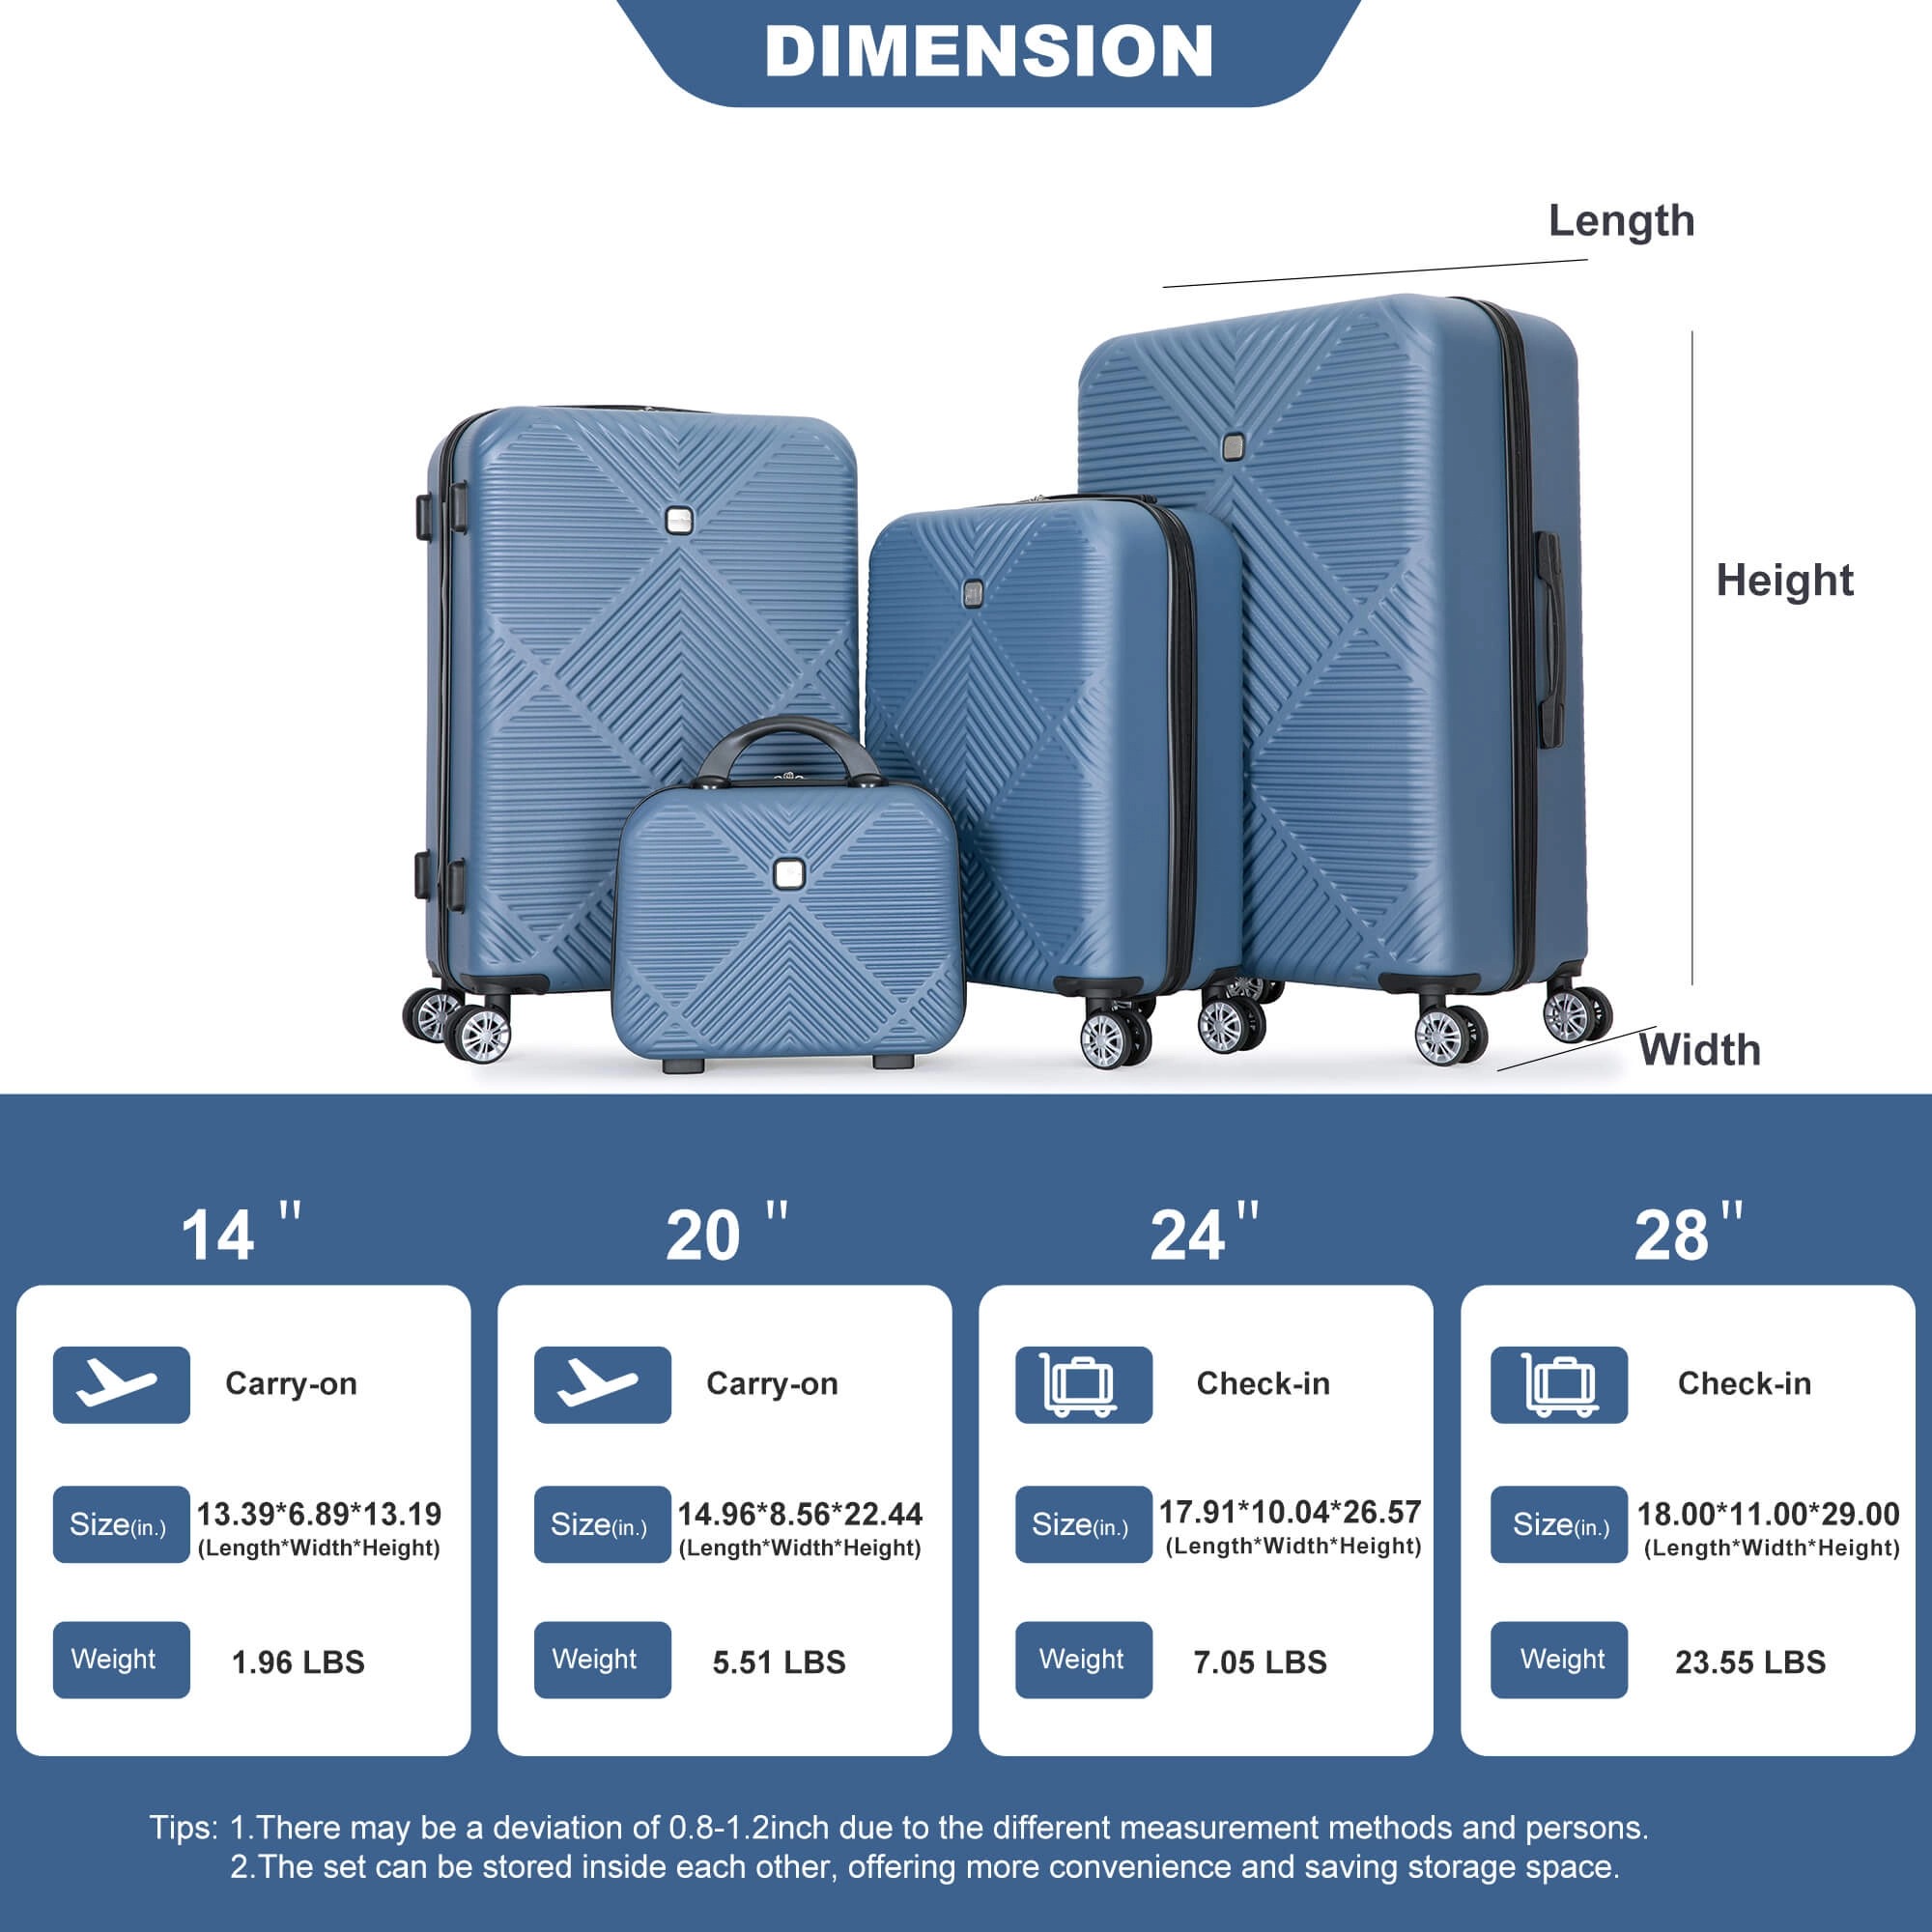 DIMENSION
Length
Height
Width
14"
20"
24"
28"
Carry-on
Size(in.) 13.39*6.89*13.19
(Length*Width*Height)
Weight 1.96 LBS
Carry-on
Size(in.) 14.96*8.56*22.44
(Length*Width*Height)
Weight 5.51 LBS
Check-in
Size(in.) 17.91*10.04*26.57
(Length*Width*Height)
Weight 7.05 LBS
Check-in
Size(in.) 18.00*11.00*29.00
(Length*Width*Height)
Weight 23.55 LBS
Tips: 1.There may be a deviation of 0.8-1.2inch due to the different measurement methods and persons.
2.The set can be stored inside each other, offering more convenience and saving storage space.